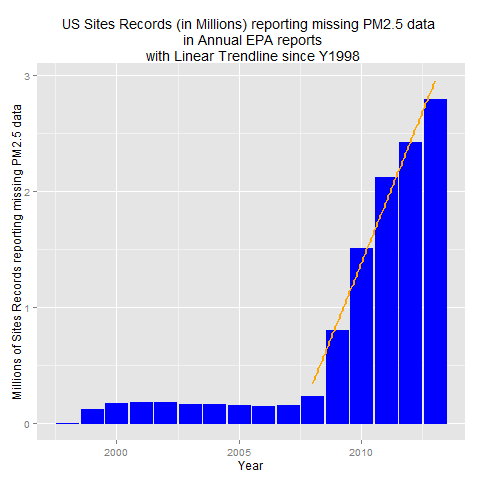 US Sites Records (in Millions) reporting missing PM2.5 data
in Annual EPA reports
with Linear Trendline since Y1998
Millions of Sites Records reporting missing PM2.5 data
3
2
1
0
2000
2005
2010
Year